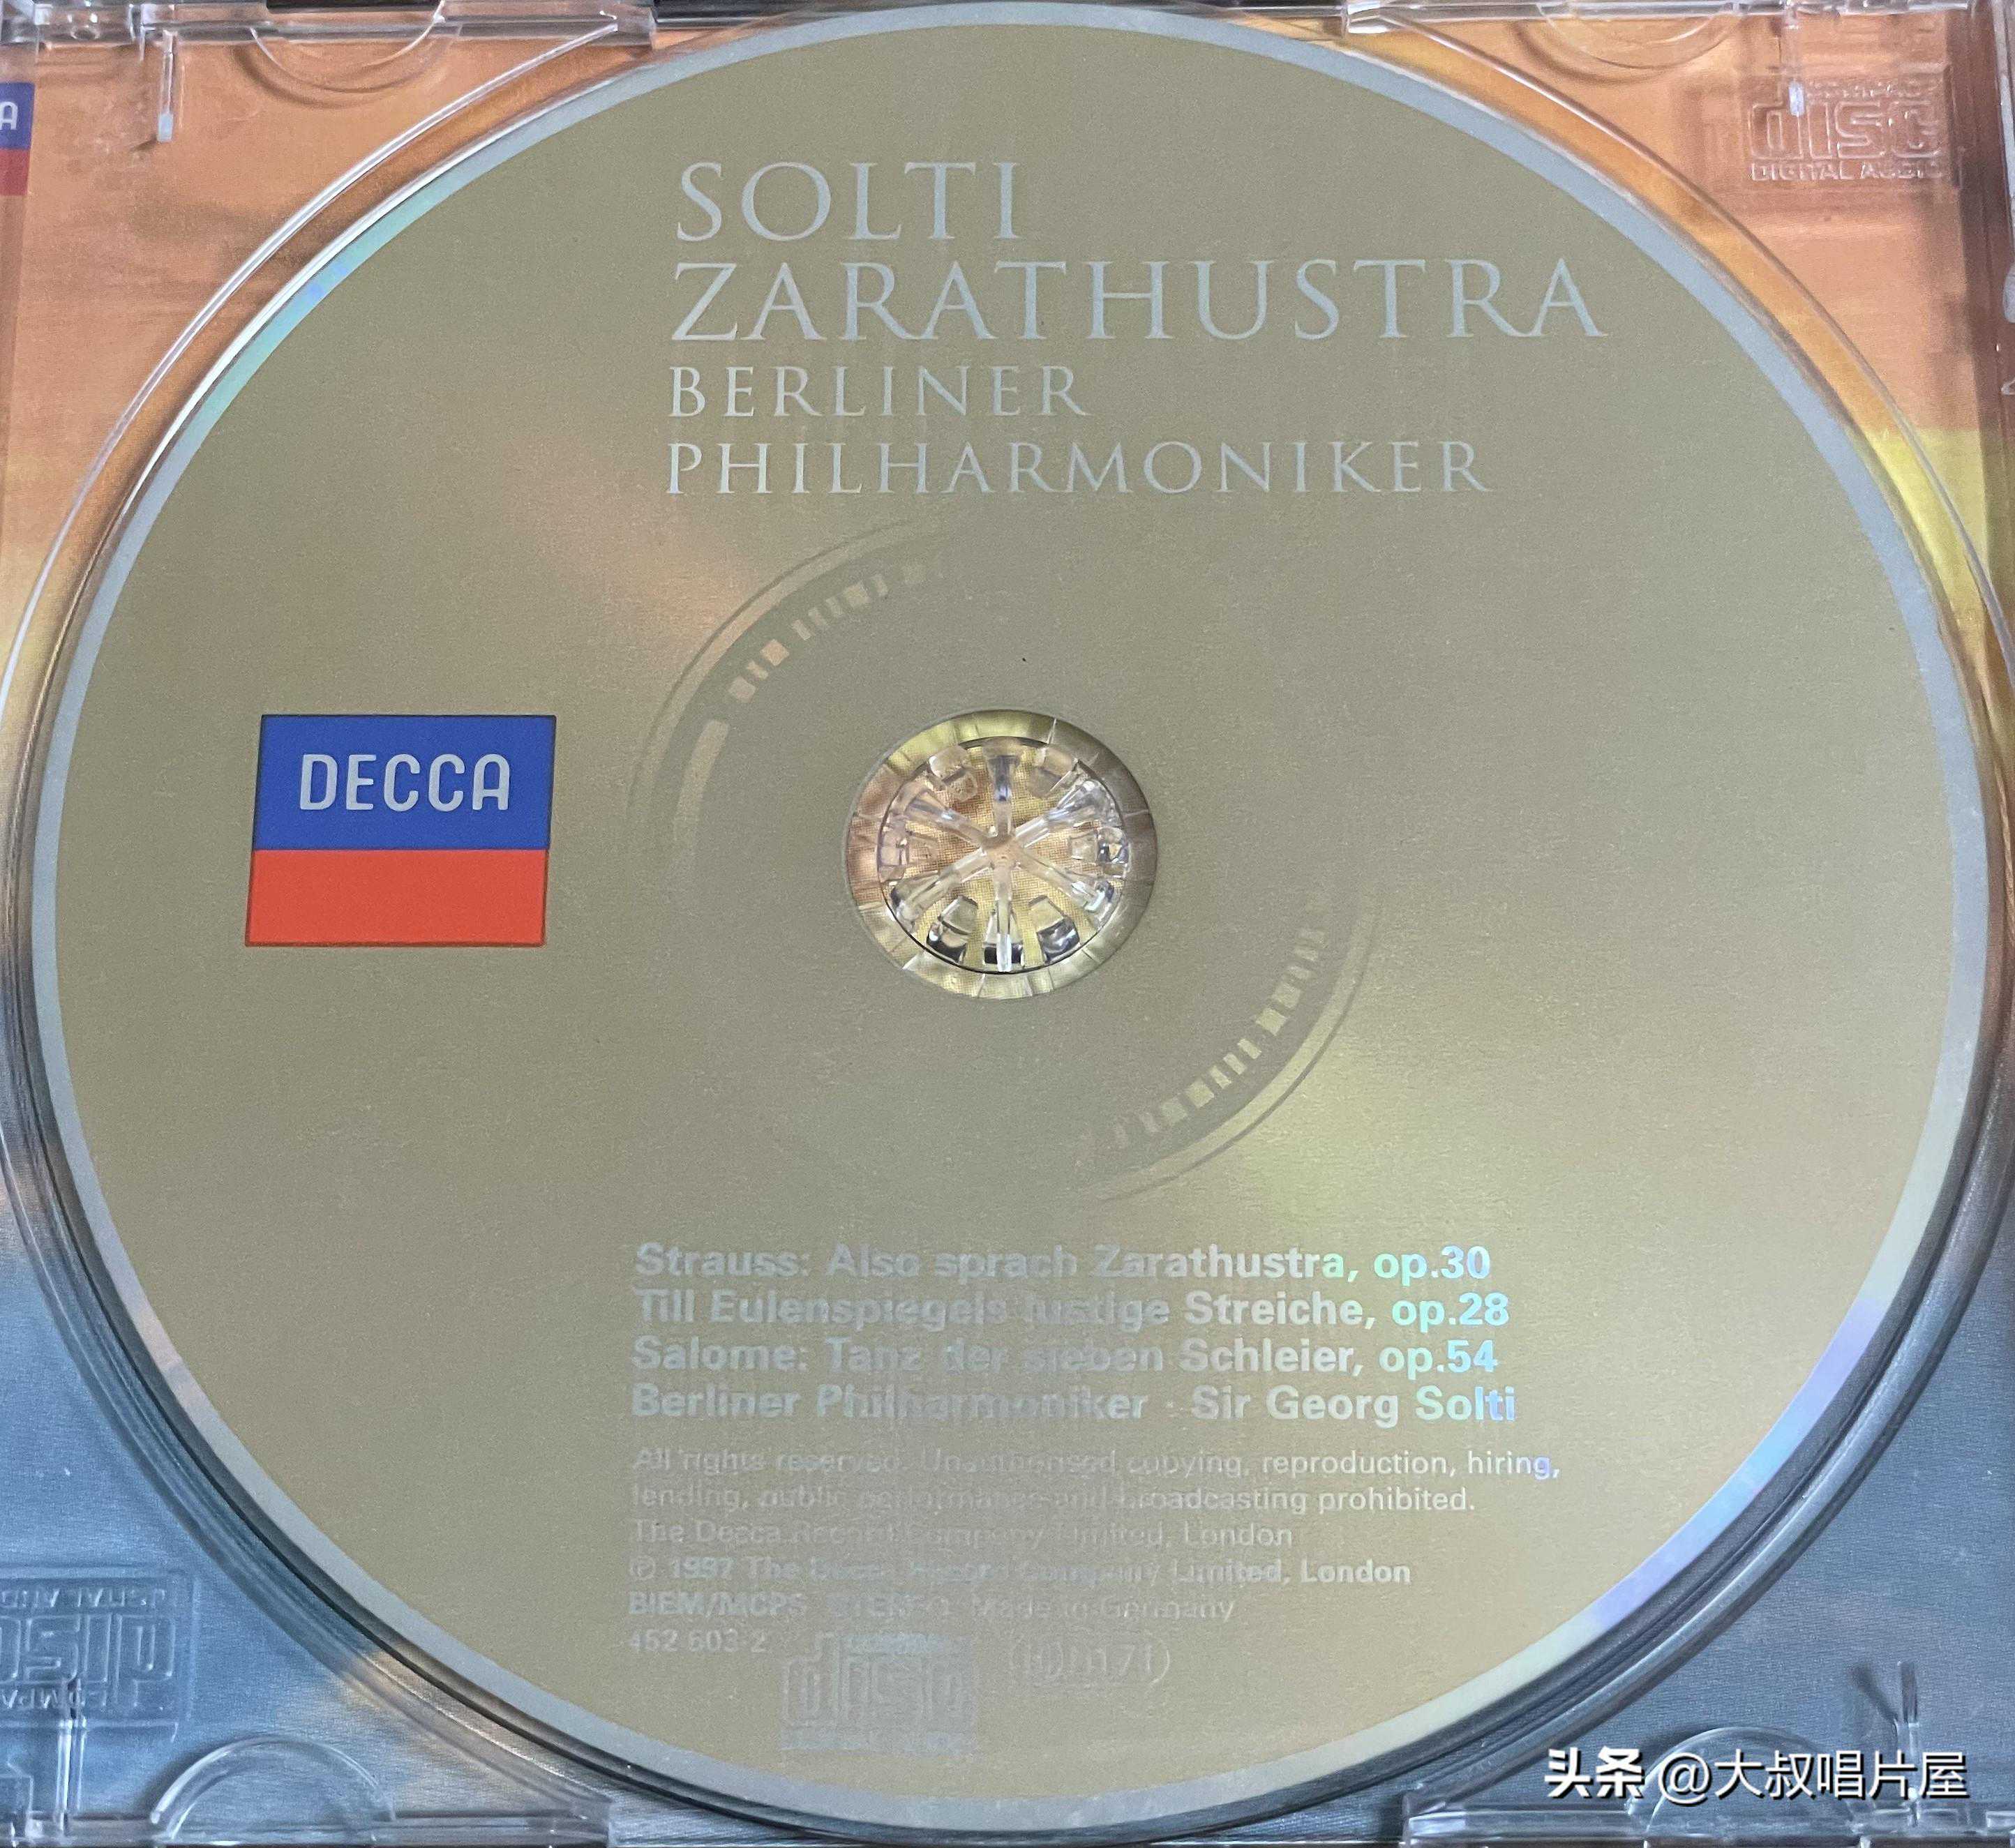 SOLTI
ZARATHUSTRA
BERLINER
PHILHARMONIKER
DECCA
Strauss: Also sprach Zarathustra, op.30
Till Eulenspiegels lustige Streiche, op.28
Salome: Tanz der sieben Schleier, op.54
Berliner Philharmoniker · Sir Georg Solti
All rights reserved. Unauthorised copying, reproduction, hiring,
lending, public performance and broadcasting prohibited.
The Decca Record Company Limited, London
℗ 1997 The Decca Record Company Limited, London
BIEM/MCPS STEREO Made in Germany
452 603-2
disc
COMPACT
disc
DIGITAL AUDIO
头条 @大叔唱片屋